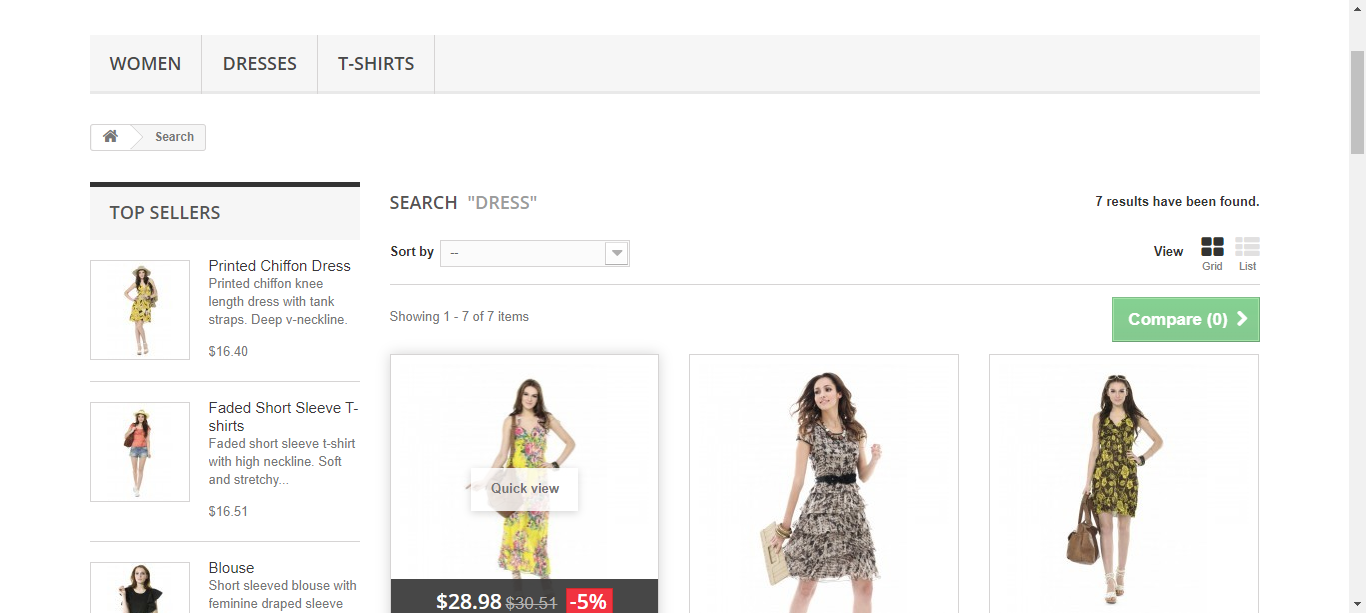 WOMEN DRESSES T-SHIRTS
Search
TOP SELLERS
Printed Chiffon Dress
Printed chiffon knee
length dress with tank
straps. Deep v-neckline.
$16.40
Faded Short Sleeve T-
shirts
Faded short sleeve t-shirt
with high neckline. Soft
and stretchy...
$16.51
Blouse
Short sleeved blouse with
feminine draped sleeve
SEARCH "DRESS"
7 results have been found.
Sort by --
View
Grid List
Showing 1 - 7 of 7 items
Compare (0)
Quick view
$28.98 $30.51 -5%